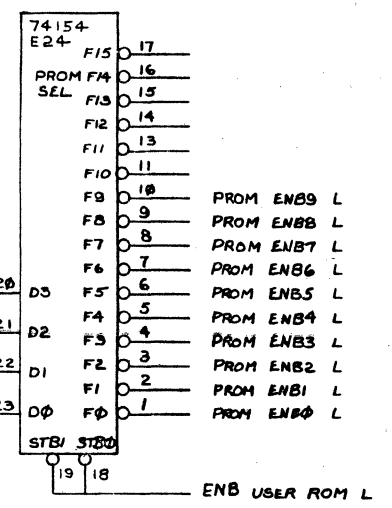 74154
E24
PROM SEL
F15 17
F14 16
F13 15
F12 14
F11 13
F10 11
F9 10 PROM ENB9 L
F8 9 PROM ENB8 L
F7 8 PROM ENB7 L
F6 7 PROM ENB6 L
20 D3 F5 6 PROM ENB5 L
F4 5 PROM ENB4 L
21 D2 F3 4 PROM ENB3 L
F2 3 PROM ENB2 L
22 D1
F1 2 PROM ENB1 L
23 DØ FØ 1 PROM ENBØ L
STB1 STBØ
19 18
ENB USER ROM L